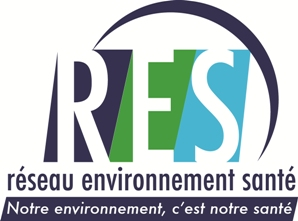 RES
réseau environnement santé
Notre environnement, c'est notre santé